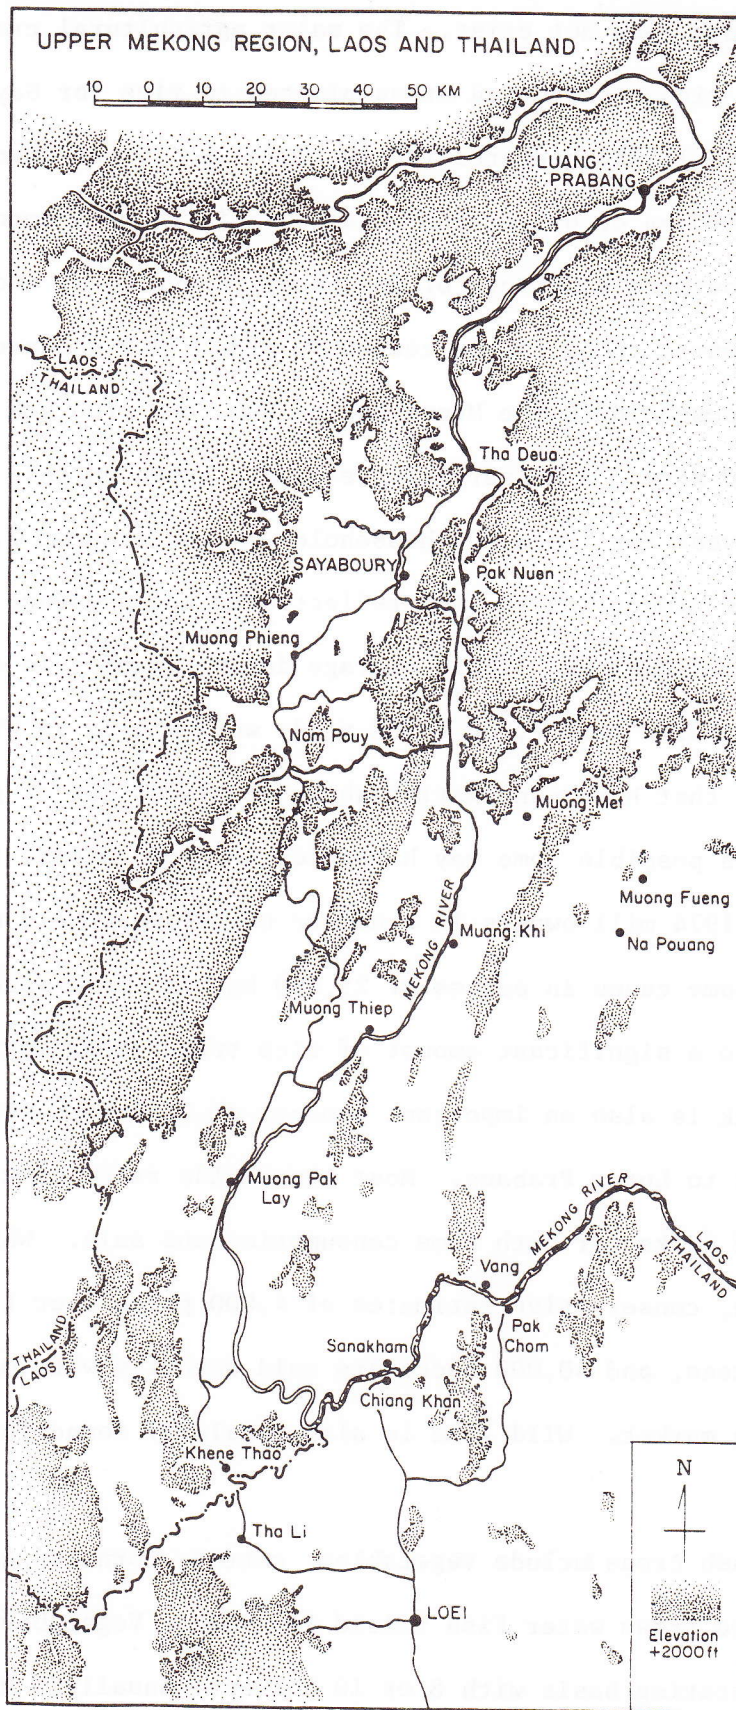 UPPER MEKONG REGION, LAOS AND THAILAND
10 0 10 20 30 40 50 KM
LUANG
PRABANG
LAOS
THAILAND
Tha Deua
SAYABOURY
Pak Nuen
Muong Phieng
Nam Pouy
Muong Met
Muong Fueng
MEKONG RIVER
Muang Khi
Na Pouang
Muong Thiep
Muong Pak
Lay
MEKONG RIVER
LAOS
THAILAND
Vang
Pak
Chom
THAILAND
LAOS
Sanakham
Chiang Khan
Khene Thao
Tha Li
LOEI
N
Elevation
+2000 ft